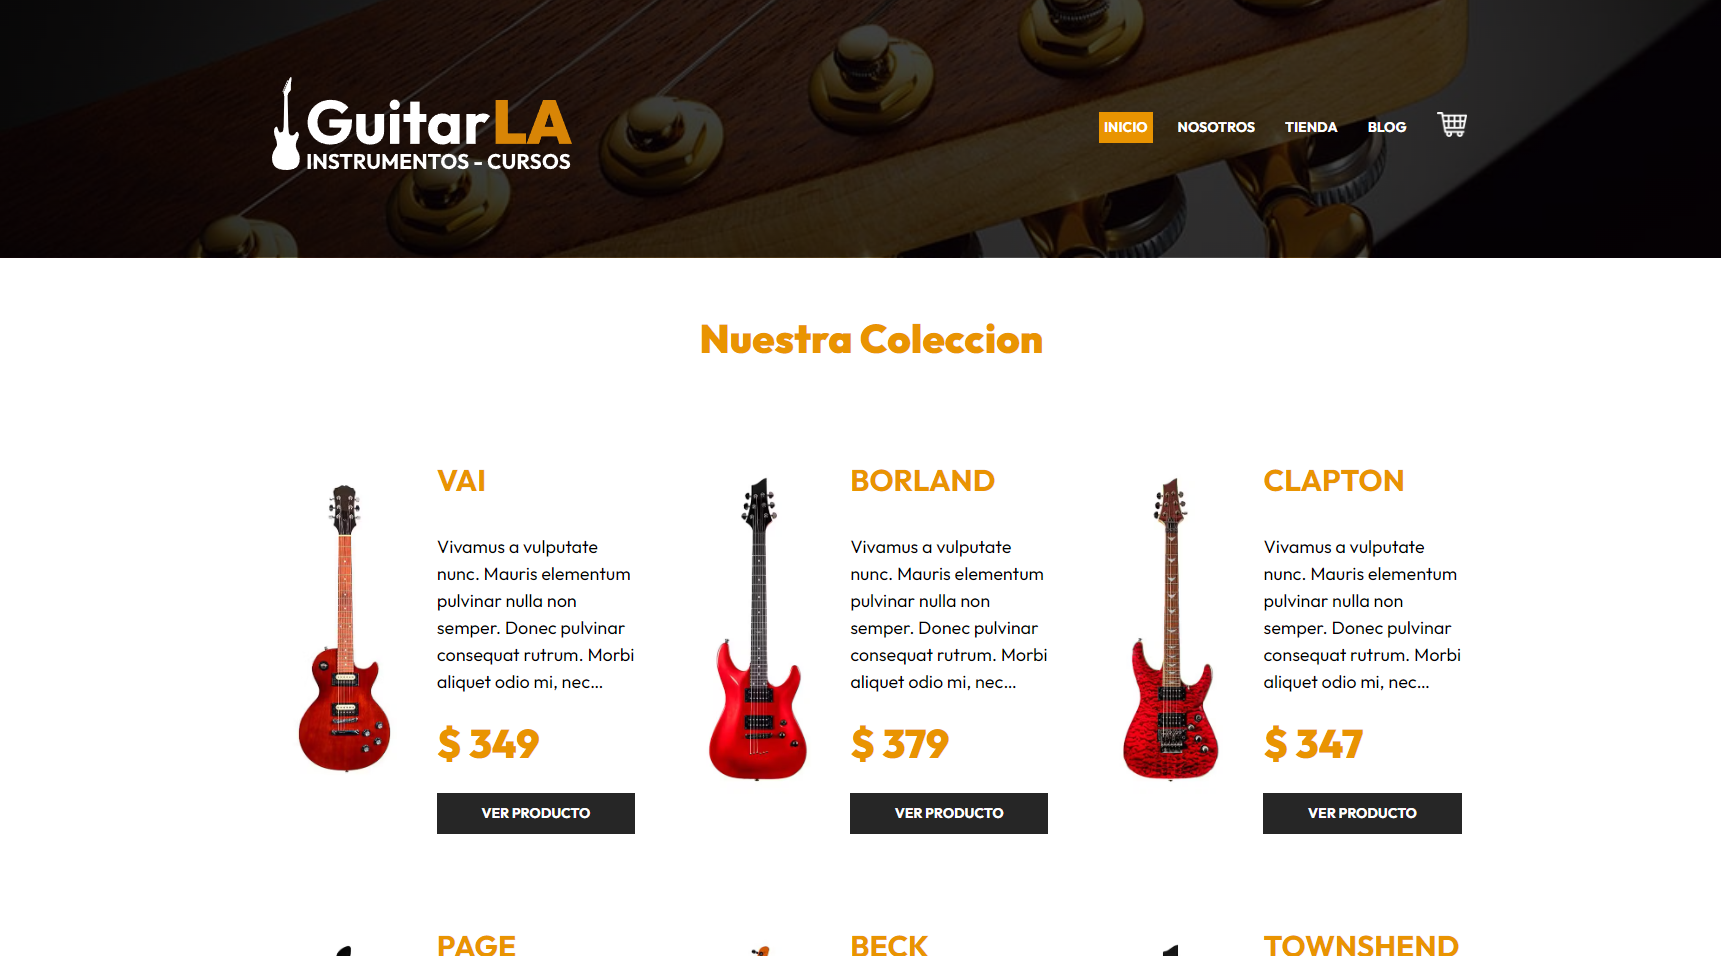 GuitarLA
INSTRUMENTOS - CURSOS
INICIO
NOSOTROS
TIENDA
BLOG
Nuestra Coleccion
VAI
Vivamus a vulputate
nunc. Mauris elementum
pulvinar nulla non
semper. Donec pulvinar
consequat rutrum. Morbi
aliquet odio mi, nec...
$ 349
VER PRODUCTO
BORLAND
Vivamus a vulputate
nunc. Mauris elementum
pulvinar nulla non
semper. Donec pulvinar
consequat rutrum. Morbi
aliquet odio mi, nec...
$ 379
VER PRODUCTO
CLAPTON
Vivamus a vulputate
nunc. Mauris elementum
pulvinar nulla non
semper. Donec pulvinar
consequat rutrum. Morbi
aliquet odio mi, nec...
$ 347
VER PRODUCTO
PAGE
BECK
TOWNSHEND